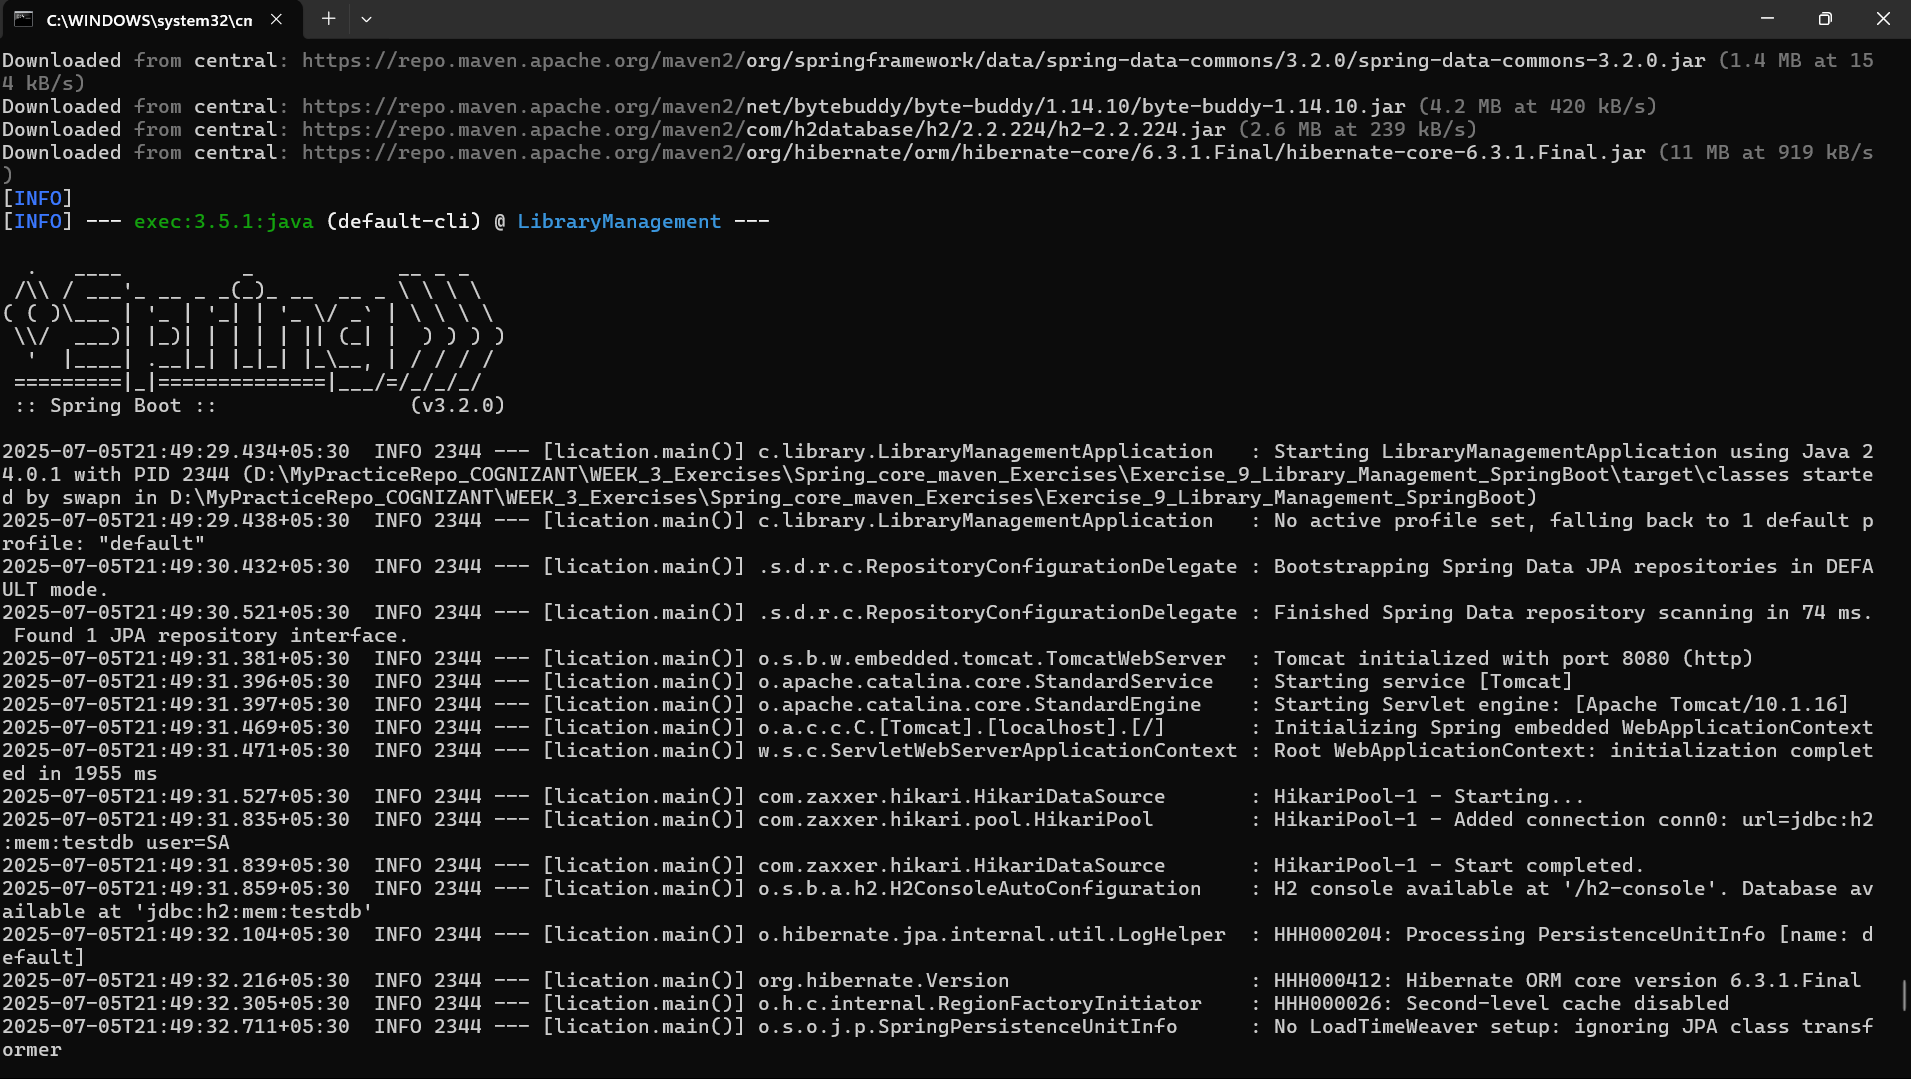 C:\WINDOWS\system32\cn
Downloaded from central: https://repo.maven.apache.org/maven2/org/springframework/data/spring-data-commons/3.2.0/spring-data-commons-3.2.0.jar (1.4 MB at 15
4 kB/s)
Downloaded from central: https://repo.maven.apache.org/maven2/net/bytebuddy/byte-buddy/1.14.10/byte-buddy-1.14.10.jar (4.2 MB at 420 kB/s)
Downloaded from central: https://repo.maven.apache.org/maven2/com/h2database/h2/2.2.224/h2-2.2.224.jar (2.6 MB at 239 kB/s)
Downloaded from central: https://repo.maven.apache.org/maven2/org/hibernate/orm/hibernate-core/6.3.1.Final/hibernate-core-6.3.1.Final.jar (11 MB at 919 kB/s
)
[INFO]
[INFO] --- exec:3.5.1:java (default-cli) @ LibraryManagement ---
  .   ____          _            __ _ _
 /\\ / ___'_ __ _ _(_)_ __  __ _ \ \ \ \
( ( )\___ | '_ | '_| | '_ \/ _` | \ \ \ \
 \\/  ___)| |_)| | | | | || (_| |  ) ) ) )
  '  |____| .__|_| |_|_| |_\__, | / / / /
 =========|_|==============|___/=/_/_/_/
 :: Spring Boot ::                (v3.2.0)
2025-07-05T21:49:29.434+05:30  INFO 2344 --- [lication.main()] c.library.LibraryManagementApplication   : Starting LibraryManagementApplication using Java 2
4.0.1 with PID 2344 (D:\MyPracticeRepo_COGNIZANT\WEEK_3_Exercises\Spring_core_maven_Exercises\Exercise_9_Library_Management_SpringBoot\target\classes starte
d by swapn in D:\MyPracticeRepo_COGNIZANT\WEEK_3_Exercises\Spring_core_maven_Exercises\Exercise_9_Library_Management_SpringBoot)
2025-07-05T21:49:29.438+05:30  INFO 2344 --- [lication.main()] c.library.LibraryManagementApplication   : No active profile set, falling back to 1 default p
rofile: "default"
2025-07-05T21:49:30.432+05:30  INFO 2344 --- [lication.main()] .s.d.r.c.RepositoryConfigurationDelegate : Bootstrapping Spring Data JPA repositories in DEFA
ULT mode.
2025-07-05T21:49:30.521+05:30  INFO 2344 --- [lication.main()] .s.d.r.c.RepositoryConfigurationDelegate : Finished Spring Data repository scanning in 74 ms.
 Found 1 JPA repository interface.
2025-07-05T21:49:31.381+05:30  INFO 2344 --- [lication.main()] o.s.b.w.embedded.tomcat.TomcatWebServer  : Tomcat initialized with port 8080 (http)
2025-07-05T21:49:31.396+05:30  INFO 2344 --- [lication.main()] o.apache.catalina.core.StandardService   : Starting service [Tomcat]
2025-07-05T21:49:31.397+05:30  INFO 2344 --- [lication.main()] o.apache.catalina.core.StandardEngine    : Starting Servlet engine: [Apache Tomcat/10.1.16]
2025-07-05T21:49:31.469+05:30  INFO 2344 --- [lication.main()] o.a.c.c.C.[Tomcat].[localhost].[/]       : Initializing Spring embedded WebApplicationContext
2025-07-05T21:49:31.471+05:30  INFO 2344 --- [lication.main()] w.s.c.ServletWebServerApplicationContext : Root WebApplicationContext: initialization complet
ed in 1955 ms
2025-07-05T21:49:31.527+05:30  INFO 2344 --- [lication.main()] com.zaxxer.hikari.HikariDataSource       : HikariPool-1 - Starting...
2025-07-05T21:49:31.835+05:30  INFO 2344 --- [lication.main()] com.zaxxer.hikari.pool.HikariPool        : HikariPool-1 - Added connection conn0: url=jdbc:h2
:mem:testdb user=SA
2025-07-05T21:49:31.839+05:30  INFO 2344 --- [lication.main()] com.zaxxer.hikari.HikariDataSource       : HikariPool-1 - Start completed.
2025-07-05T21:49:31.859+05:30  INFO 2344 --- [lication.main()] o.s.b.a.h2.H2ConsoleAutoConfiguration    : H2 console available at '/h2-console'. Database av
ailable at 'jdbc:h2:mem:testdb'
2025-07-05T21:49:32.104+05:30  INFO 2344 --- [lication.main()] o.hibernate.jpa.internal.util.LogHelper  : HHH000204: Processing PersistenceUnitInfo [name: d
efault]
2025-07-05T21:49:32.216+05:30  INFO 2344 --- [lication.main()] org.hibernate.Version                    : HHH000412: Hibernate ORM core version 6.3.1.Final
2025-07-05T21:49:32.305+05:30  INFO 2344 --- [lication.main()] o.h.c.internal.RegionFactoryInitiator    : HHH000026: Second-level cache disabled
2025-07-05T21:49:32.711+05:30  INFO 2344 --- [lication.main()] o.s.o.j.p.SpringPersistenceUnitInfo      : No LoadTimeWeaver setup: ignoring JPA class transf
ormer